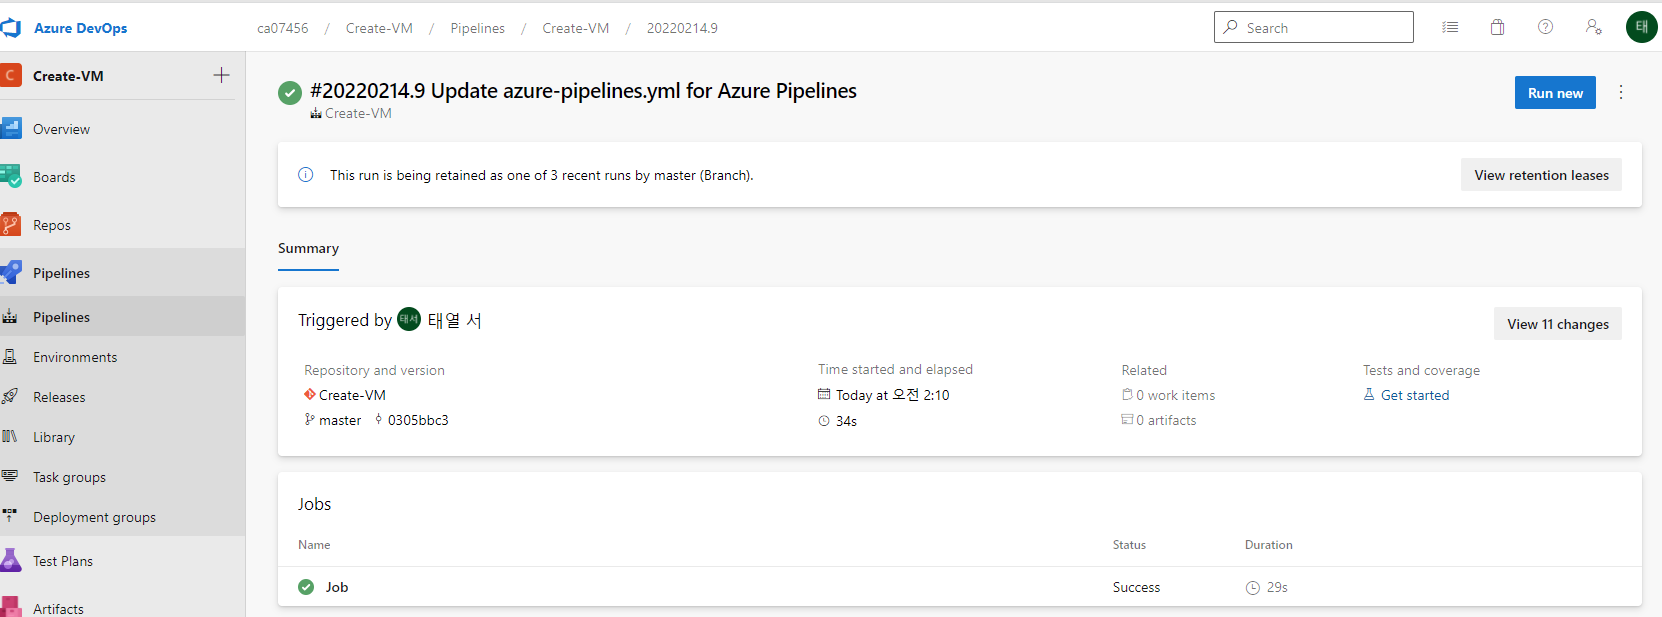 Azure DevOps
ca07456 / Create-VM / Pipelines / Create-VM / 20220214.9
Search
태
C
Create-VM
Overview
Boards
Repos
Pipelines
Pipelines
Environments
Releases
Library
Task groups
Deployment groups
Test Plans
Artifacts
#20220214.9 Update azure-pipelines.yml for Azure Pipelines
Create-VM
Run new
This run is being retained as one of 3 recent runs by master (Branch).
View retention leases
Summary
Triggered by 태서 태열 서
View 11 changes
Repository and version
Create-VM
master 0305bbc3
Time started and elapsed
Today at 오전 2:10
34s
Related
0 work items
0 artifacts
Tests and coverage
Get started
Jobs
Name Status Duration
Job Success 29s